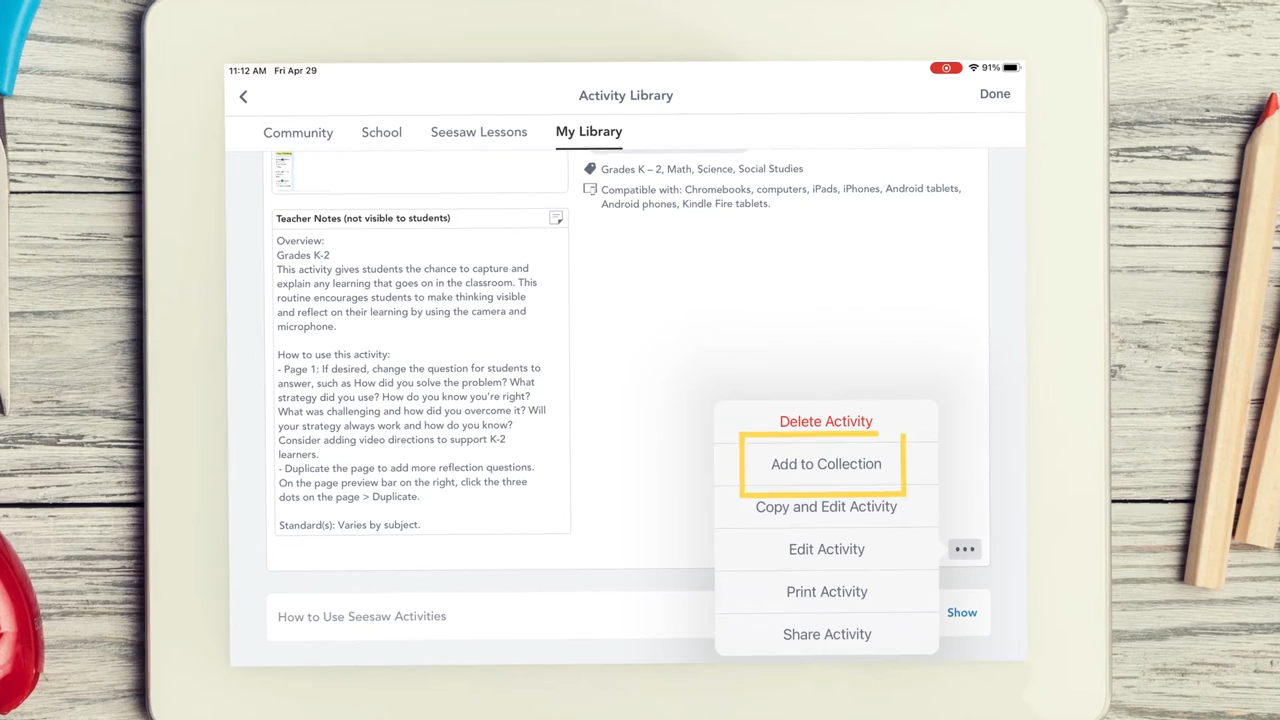 11:12 AM Fri Apr 29
91%
Activity Library
Done
Community
School
Seesaw Lessons
My Library
Grades K – 2, Math, Science, Social Studies
Compatible with: Chromebooks, computers, iPads, iPhones, Android tablets,
Android phones, Kindle Fire tablets.
Teacher Notes (not visible to students)
Overview:
Grades K-2
This activity gives students the chance to capture and
explain any learning that goes on in the classroom. This
routine encourages students to make thinking visible
and reflect on their learning by using the camera and
microphone.
How to use this activity:
- Page 1: If desired, change the question for students to
answer, such as How did you solve the problem? What
strategy did you use? How do you know you're right?
What was challenging and how did you overcome it? Will
your strategy always work and how do you know?
Consider adding video directions to support K-2
learners.
- Duplicate the page to add more reflection questions.
On the page preview bar on the right, click the three
dots on the page > Duplicate.
Standard(s): Varies by subject.
Delete Activity
Add to Collection
Copy and Edit Activity
Edit Activity
Print Activity
Share Activity
How to Use Seesaw Activities
Show